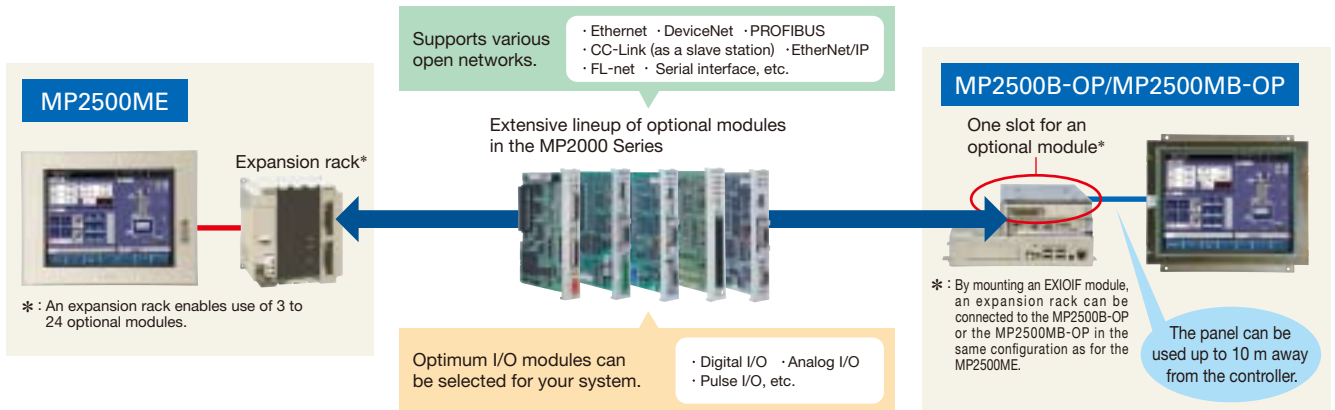 MP2500ME
Expansion rack*
* : An expansion rack enables use of 3 to
24 optional modules.
Supports various
open networks.
· Ethernet · DeviceNet · PROFIBUS
· CC-Link (as a slave station) · EtherNet/IP
· FL-net · Serial interface, etc.
Extensive lineup of optional modules
in the MP2000 Series
Optimum I/O modules can
be selected for your system.
· Digital I/O · Analog I/O
· Pulse I/O, etc.
MP2500B-OP/MP2500MB-OP
One slot for an
optional module*
* : By mounting an EXIOIF module,
an expansion rack can be
connected to the MP2500B-OP
or the MP2500MB-OP in the
same configuration as for the
MP2500ME.
The panel can be
used up to 10 m away
from the controller.